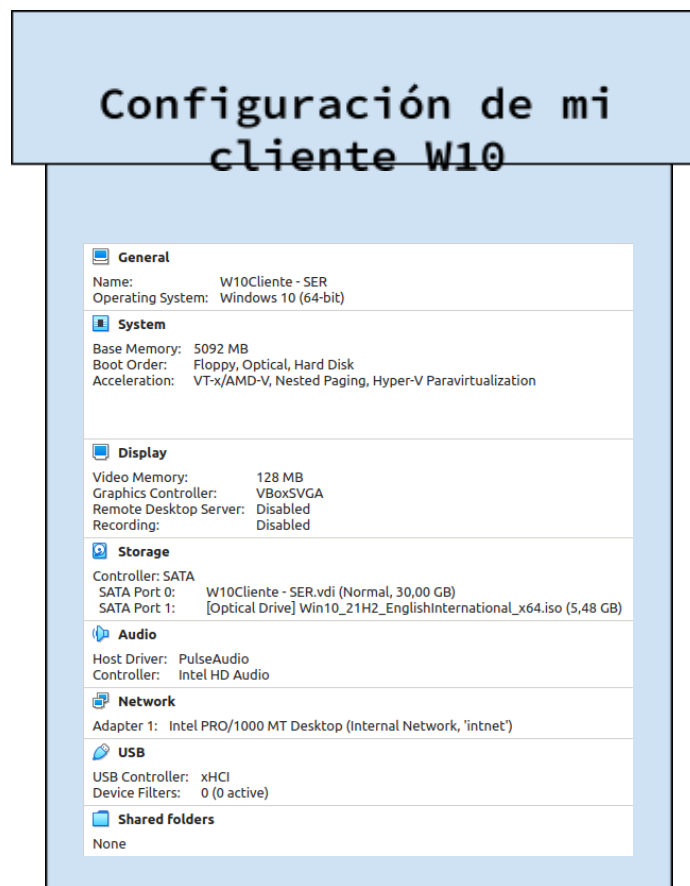 Configuración de mi
cliente W10
General
Name: W10Cliente - SER
Operating System: Windows 10 (64-bit)
System
Base Memory: 5092 MB
Boot Order: Floppy, Optical, Hard Disk
Acceleration: VT-x/AMD-V, Nested Paging, Hyper-V Paravirtualization
Display
Video Memory: 128 MB
Graphics Controller: VBoxSVGA
Remote Desktop Server: Disabled
Recording: Disabled
Storage
Controller: SATA
SATA Port 0: W10Cliente - SER.vdi (Normal, 30,00 GB)
SATA Port 1: [Optical Drive] Win10_21H2_EnglishInternational_x64.iso (5,48 GB)
Audio
Host Driver: PulseAudio
Controller: Intel HD Audio
Network
Adapter 1: Intel PRO/1000 MT Desktop (Internal Network, 'intnet')
USB
USB Controller: xHCI
Device Filters: 0 (0 active)
Shared folders
None